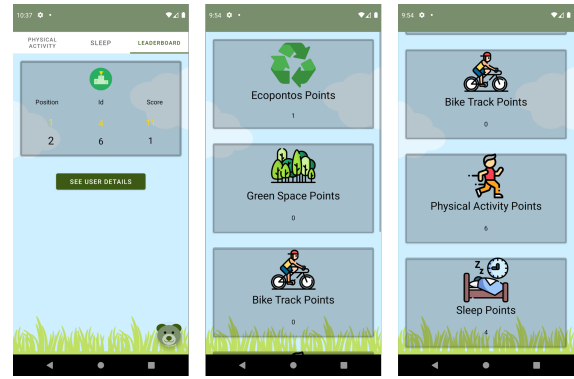 10:37
PHYSICAL
ACTIVITY
SLEEP
LEADERBOARD
Position Id Score
1 4
2 6 1
SEE USER DETAILS
9:54
Ecopontos Points
1
Green Space Points
0
Bike Track Points
0
9:54
Bike Track Points
0
Physical Activity Points
6
Z Z Z
Sleep Points
4